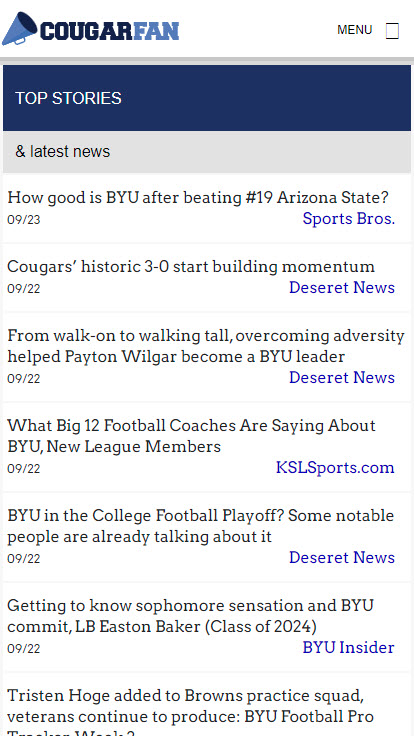 COUGARFAN
MENU
TOP STORIES
& latest news
How good is BYU after beating #19 Arizona State?
09/23 Sports Bros.
Cougars’ historic 3-0 start building momentum
09/22 Deseret News
From walk-on to walking tall, overcoming adversity
helped Payton Wilgar become a BYU leader
09/22 Deseret News
What Big 12 Football Coaches Are Saying About
BYU, New League Members
09/22 KSLSports.com
BYU in the College Football Playoff? Some notable
people are already talking about it
09/22 Deseret News
Getting to know sophomore sensation and BYU
commit, LB Easton Baker (Class of 2024)
09/22 BYU Insider
Tristen Hoge added to Browns practice squad,
veterans continue to produce: BYU Football Pro
Tracker Week 2